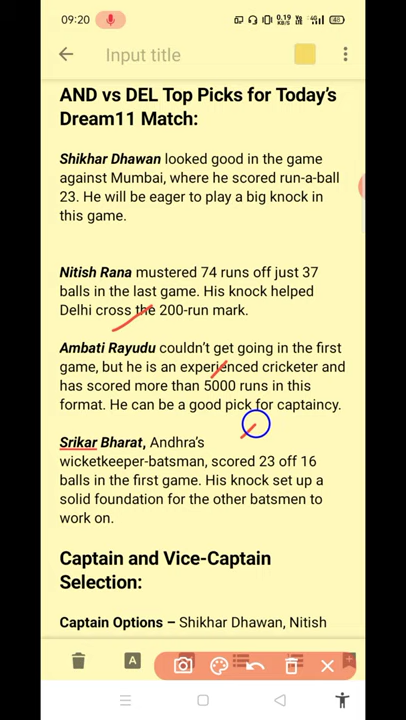 09:20
0.19
KB/S
4G
48
Input title
AND vs DEL Top Picks for Today's
Dream11 Match:
Shikhar Dhawan looked good in the game
against Mumbai, where he scored run-a-ball
23. He will be eager to play a big knock in
this game.
Nitish Rana mustered 74 runs off just 37
balls in the last game. His knock helped
Delhi cross the 200-run mark.
Ambati Rayudu couldn't get going in the first
game, but he is an experienced cricketer and
has scored more than 5000 runs in this
format. He can be a good pick for captaincy.
Srikar Bharat, Andhra's
wicketkeeper-batsman, scored 23 off 16
balls in the first game. His knock set up a
solid foundation for the other batsmen to
work on.
Captain and Vice-Captain
Selection:
Captain Options – Shikhar Dhawan, Nitish
A